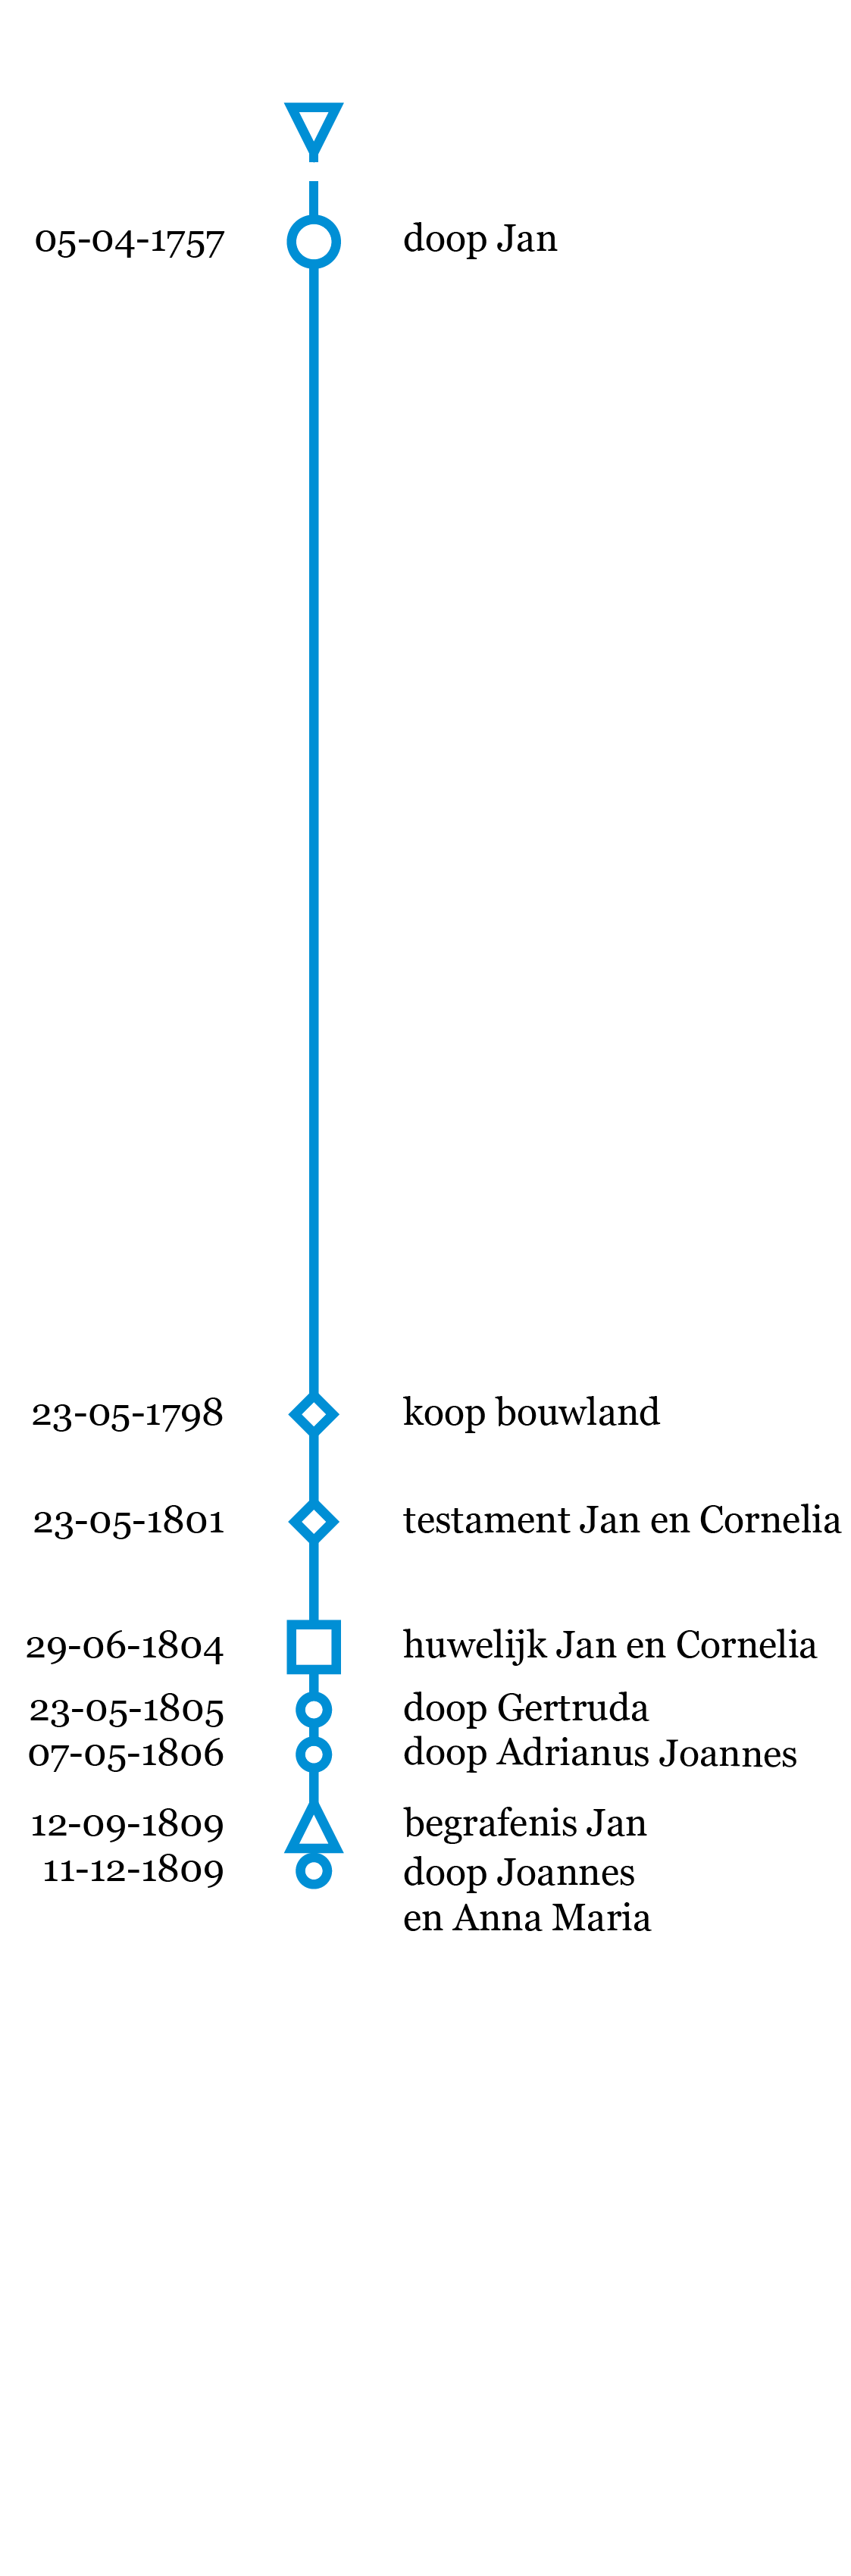 05-04-1757 doop Jan
23-05-1798 koop bouwland
23-05-1801 testament Jan en Cornelia
29-06-1804 huwelijk Jan en Cornelia
23-05-1805 doop Gertruda
07-05-1806 doop Adrianus Joannes
12-09-1809 begrafenis Jan
11-12-1809 doop Joannes
en Anna Maria